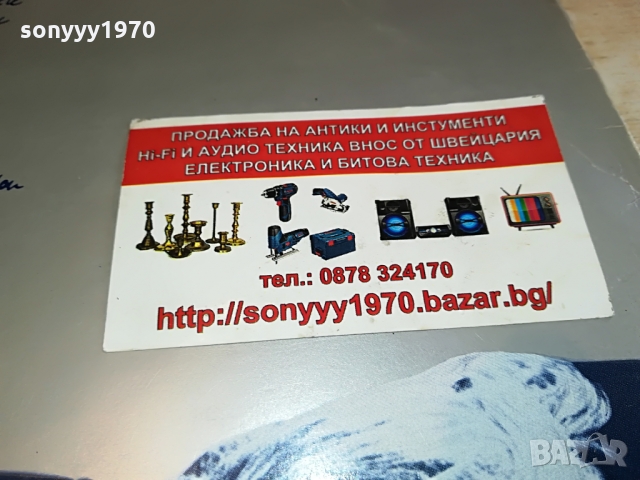 sonyyy1970
ПРОДАЖБА НА АНТИКИ И ИНСТУМЕНТИ
Hi-Fi И АУДИО ТЕХНИКА ВНОС ОТ ШВЕИЦАРИЯ
ЕЛЕКТРОНИКА И БИТОВА ТЕХНИКА
тел.: 0878 324170
http://sonyyy1970.bazar.bg/
BAZAR